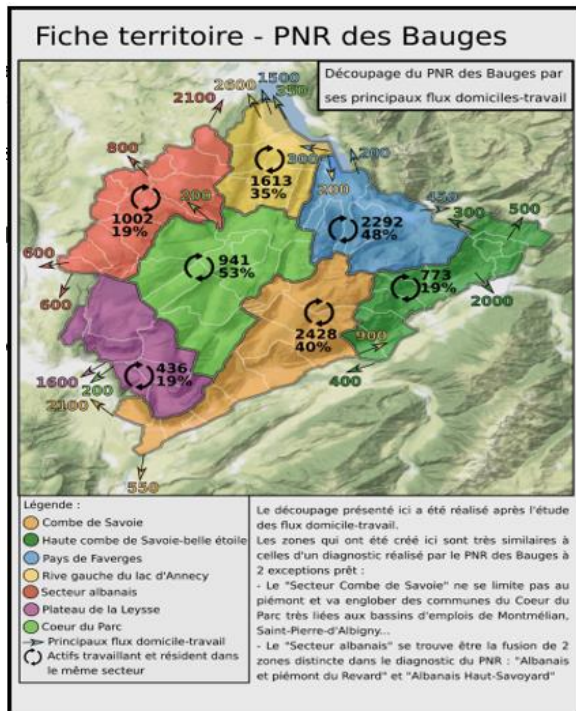 Fiche territoire - PNR des Bauges
Découpage du PNR des Bauges par
ses principaux flux domiciles-travail
2600
1500
350
2100
800
300
200
200
1613
35%
200
1002
19%
2292
48%
450
300
500
941
53%
773
19%
2000
600
600
2428
40%
900
400
436
19%
1600
200
2100
550
Légende :
Combe de Savoie
Haute combe de Savoie-belle étoile
Pays de Faverges
Rive gauche du lac d'Annecy
Secteur albanais
Plateau de la Leysse
Coeur du Parc
Principaux flux domicile-travail
Actifs travaillant et résident dans
le même secteur
Le découpage présenté ici a été réalisé après l'étude
des flux domicile-travail.
Les zones qui ont été créé ici sont très similaires à
celles d'un diagnostic réalisé par le PNR des Bauges à
2 exceptions prêt :
- Le "Secteur Combe de Savoie" ne se limite pas au
piémont et va englober des communes du Coeur du
Parc très liées aux bassins d'emplois de Montmélian,
Saint-Pierre-d'Albigny...
- Le "Secteur albanais" se trouve être la fusion de 2
zones distincte dans le diagnostic du PNR : "Albanais
et piémont du Revard" et "Albanais Haut-Savoyard"